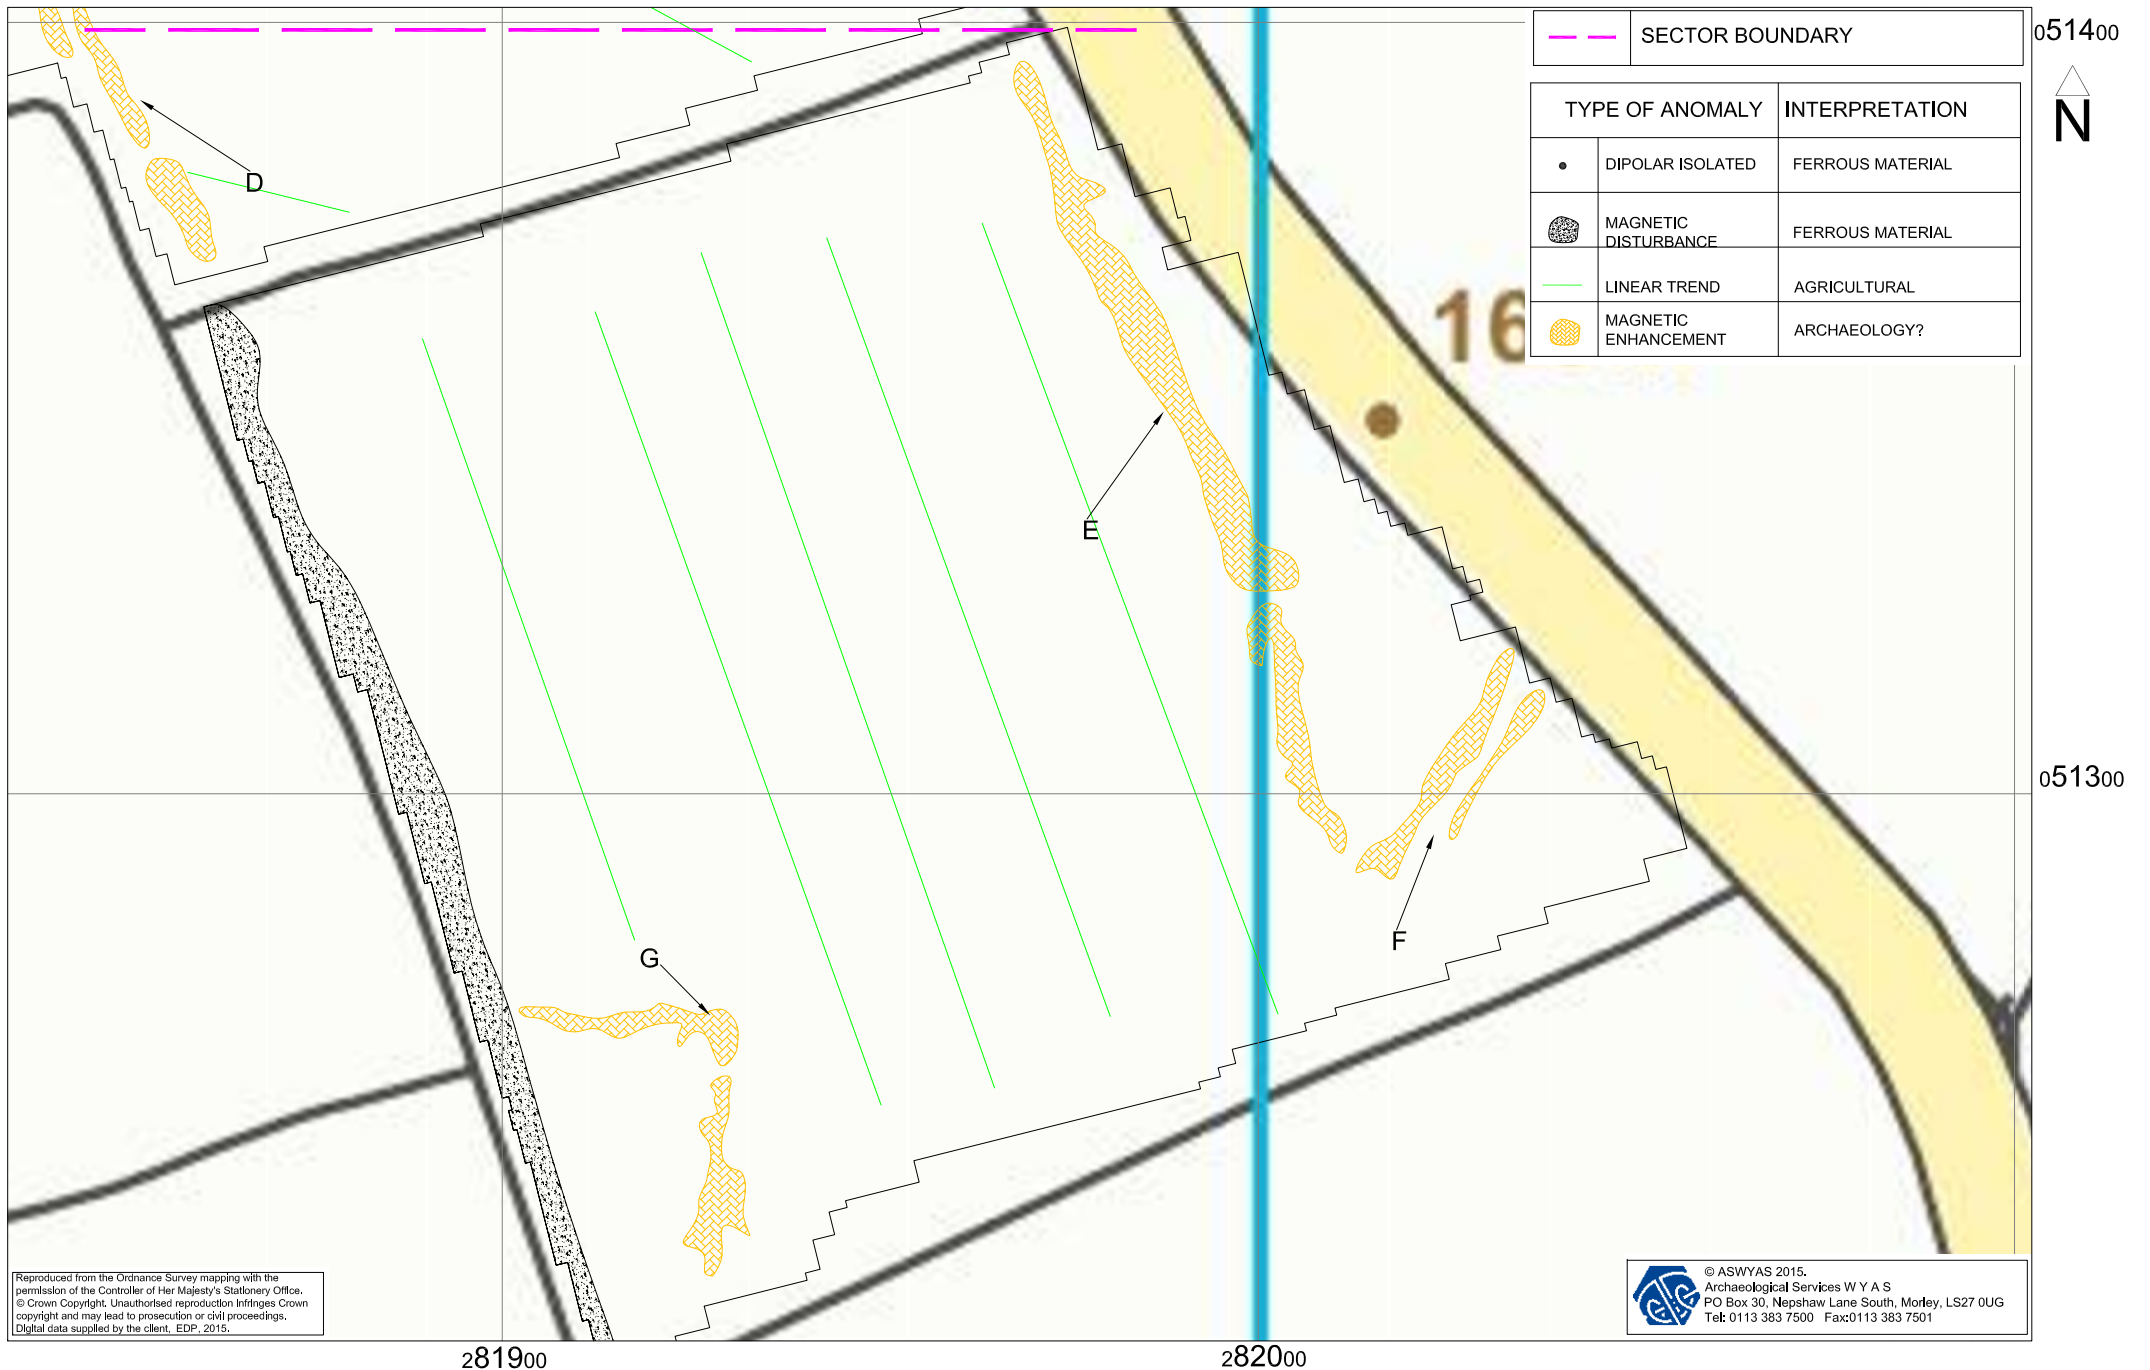 SECTOR BOUNDARY
051400
N
TYPE OF ANOMALY INTERPRETATION
DIPOLAR ISOLATED FERROUS MATERIAL
MAGNETIC
DISTURBANCE
FERROUS MATERIAL
LINEAR TREND AGRICULTURAL
MAGNETIC
ENHANCEMENT
ARCHAEOLOGY?
D
16
E
051300
F
G
Reproduced from the Ordnance Survey mapping with the
permission of the Controller of Her Majesty's Stationery Office.
© Crown Copyright. Unauthorised reproduction infringes Crown
copyright and may lead to prosecution or civil proceedings.
Digital data supplied by the client, EDP, 2015.
© ASWYAS 2015.
Archaeological Services W Y A S
PO Box 30, Nepshaw Lane South, Morley, LS27 0UG
Tel: 0113 383 7500 Fax:0113 383 7501
281900
282000